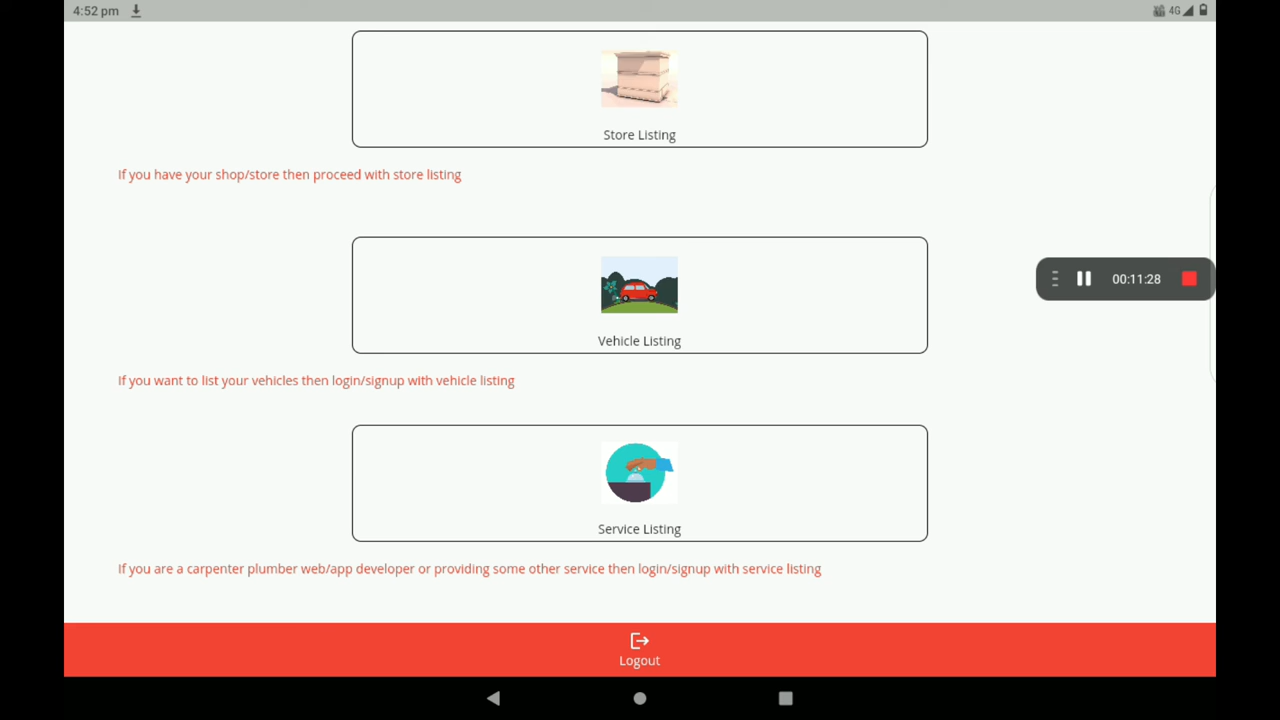 4:52 pm
4G
Store Listing
If you have your shop/store then proceed with store listing
00:11:28
Vehicle Listing
If you want to list your vehicles then login/signup with vehicle listing
Service Listing
If you are a carpenter plumber web/app developer or providing some other service then login/signup with service listing
Logout